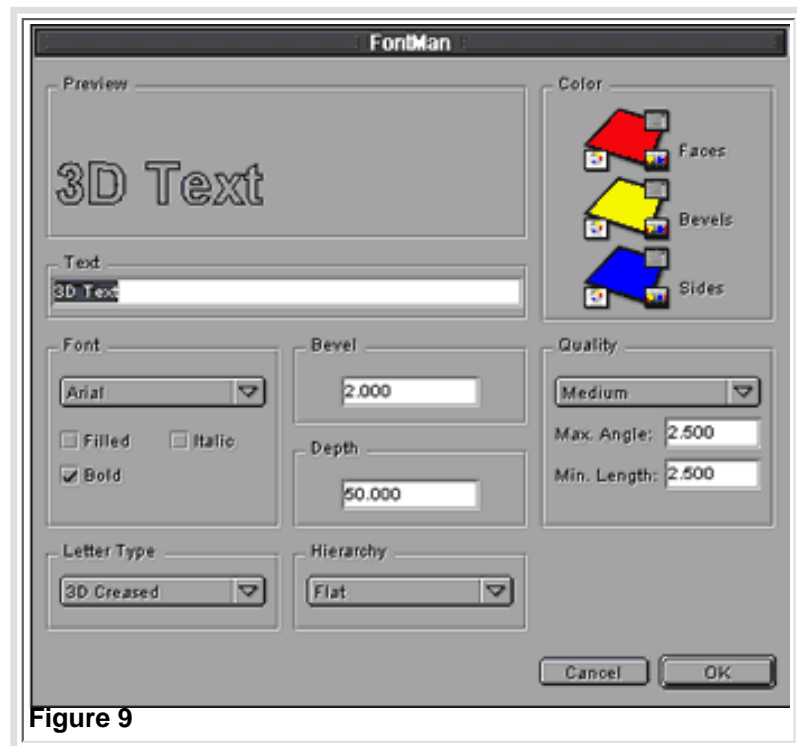 FontMan
Preview
3D Text
Text
3D Text
Color
Faces
Bevels
Sides
Font
Arial
Filled
Italic
Bold
Bevel
2.000
Depth
50.000
Quality
Medium
Max. Angle: 2.500
Min. Length: 2.500
Letter Type
3D Creased
Hierarchy
Flat
Cancel
OK
Figure 9